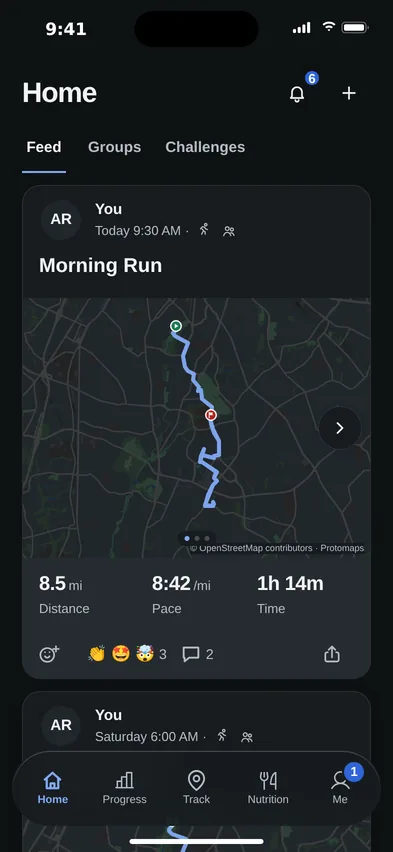 9:41
Home
6
Feed Groups Challenges
AR
You
Today 9:30 AM ·
Morning Run
© OpenStreetMap contributors · Protomaps
8.5 mi 8:42 /mi 1h 14m
Distance Pace Time
3 2
AR
You
Saturday 6:00 AM ·
1
Home Progress Track Nutrition Me